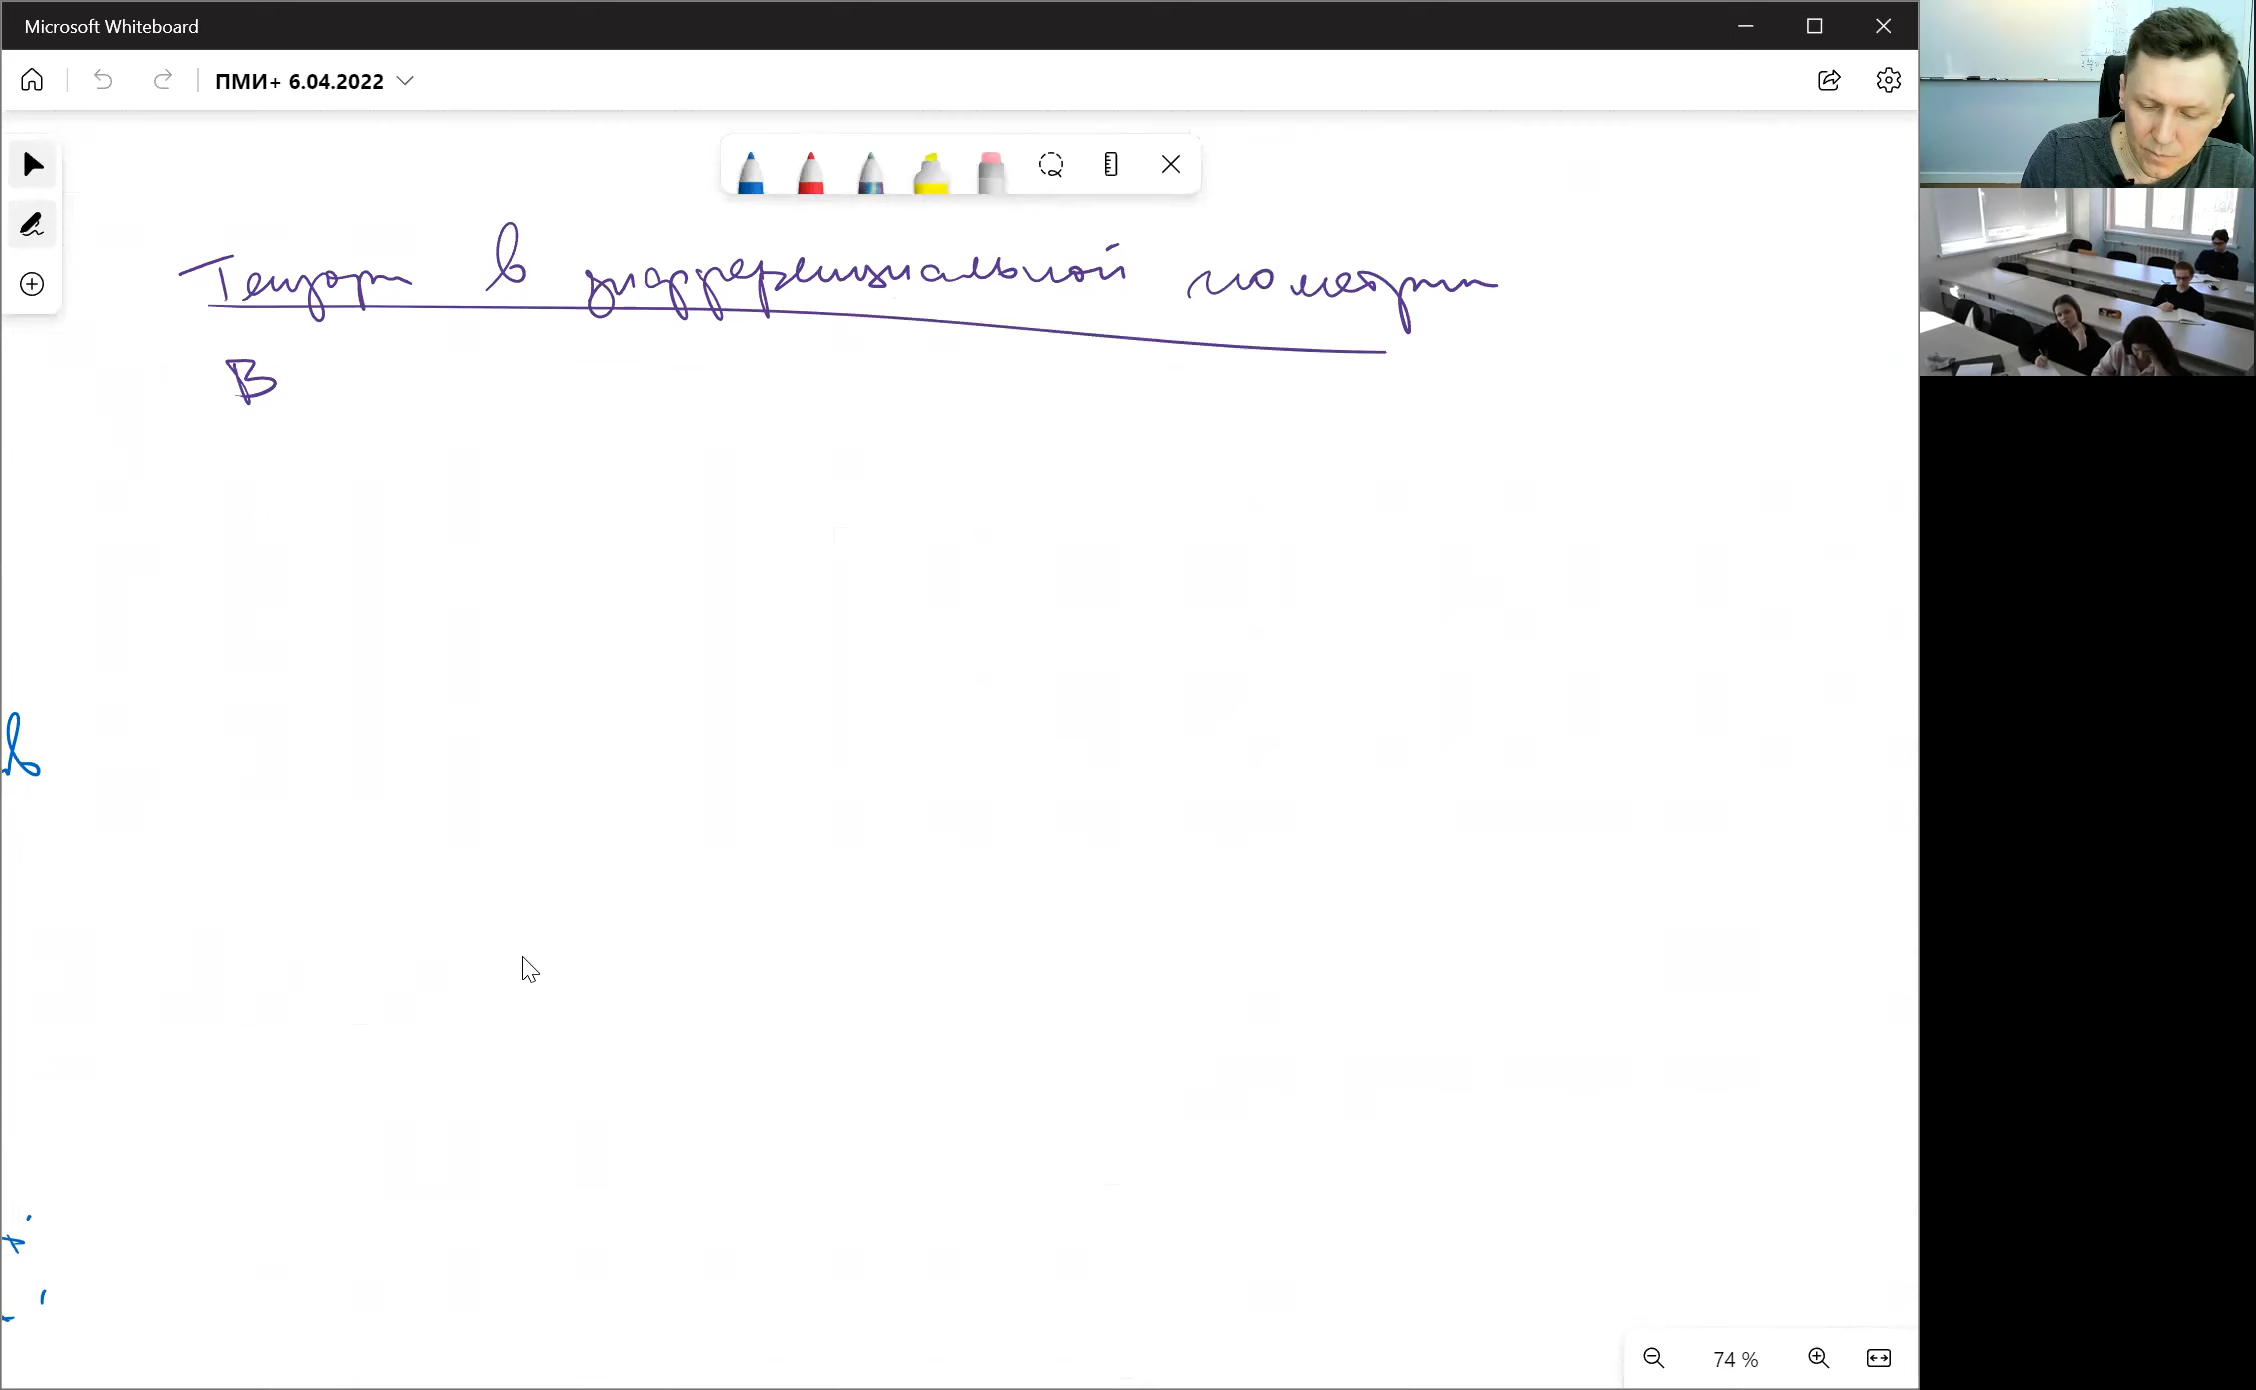 Microsoft Whiteboard
ПМИ+ 6.04.2022
Тензоры в дифференциальной геометрии
В
в
74 %